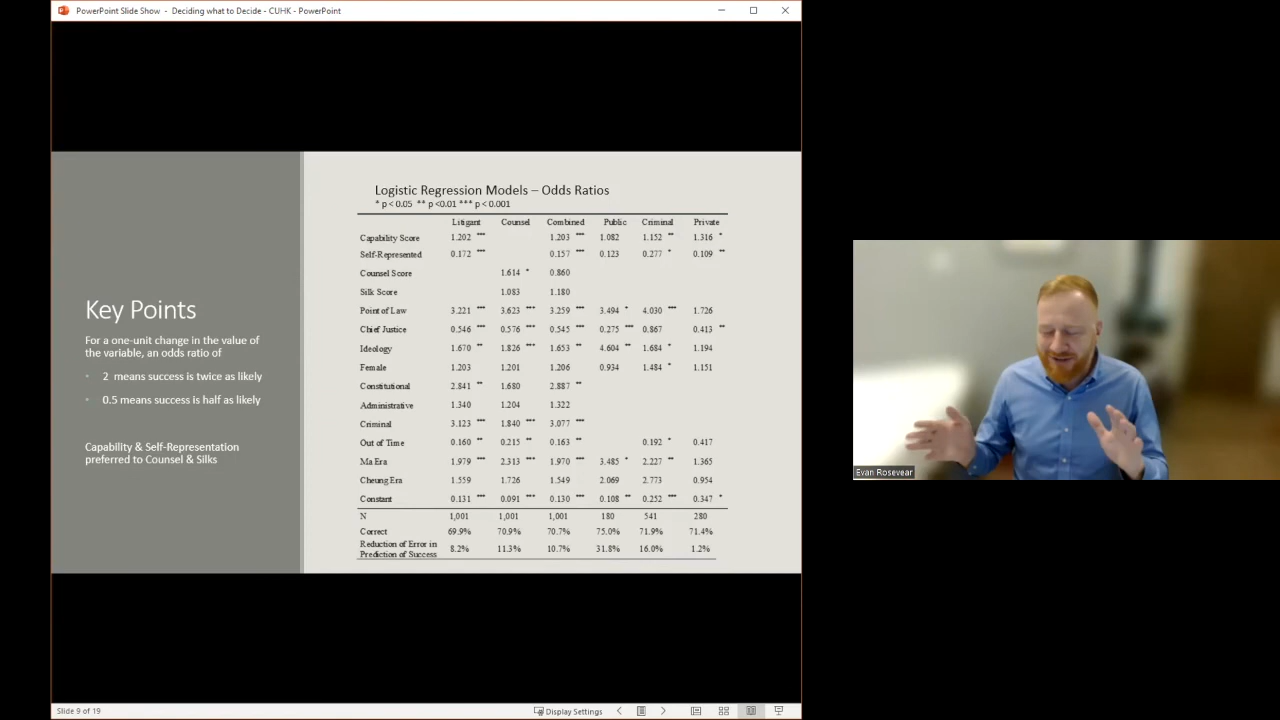 PowerPoint Slide Show - Deciding what to Decide - CUHK - PowerPoint
Key Points
For a one-unit change in the value of
the variable, an odds ratio of
• 2 means success is twice as likely
• 0.5 means success is half as likely
Capability & Self-Representation
preferred to Counsel & Silks
Logistic Regression Models – Odds Ratios
* p < 0.05 ** p <0.01 *** p < 0.001
Litigant Counsel Combined Public Criminal Private
Capability Score 1.202 *** 1.203 *** 1.082 1.152 ** 1.316 *
Self-Represented 0.172 *** 0.157 *** 0.123 0.277 * 0.109 **
Counsel Score 1.614 * 0.860
Silk Score 1.083 1.180
Point of Law 3.221 *** 3.623 *** 3.259 *** 3.494 * 4.030 *** 1.726
Chief Justice 0.546 *** 0.576 *** 0.545 *** 0.275 *** 0.867 0.413 **
Ideology 1.670 ** 1.826 *** 1.653 ** 4.604 ** 1.684 * 1.194
Female 1.203 1.201 1.206 0.934 1.484 * 1.151
Constitutional 2.841 ** 1.680 2.887 **
Administrative 1.340 1.204 1.322
Criminal 3.123 *** 1.840 *** 3.077 ***
Out of Time 0.160 ** 0.215 ** 0.163 ** 0.192 * 0.417
Ma Era 1.979 *** 2.313 *** 1.970 *** 3.485 * 2.227 ** 1.365
Cheung Era 1.559 1.726 1.549 2.069 2.773 0.954
Constant 0.131 *** 0.091 *** 0.130 *** 0.108 ** 0.252 *** 0.347 *
N 1,001 1,001 1,001 180 541 280
Correct 69.9% 70.9% 70.7% 75.0% 71.9% 71.4%
Reduction of Error in
Prediction of Success 8.2% 11.3% 10.7% 31.8% 16.0% 1.2%
Evan Rosevear
Slide 9 of 19
Display Settings